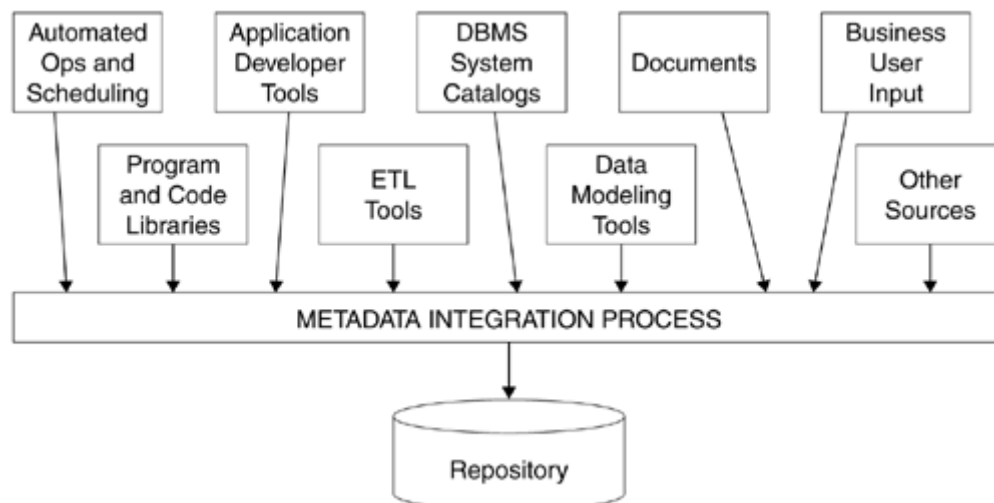 Automated
Ops and
Scheduling
Application
Developer
Tools
DBMS
System
Catalogs
Documents
Business
User
Input
Program
and Code
Libraries
ETL
Tools
Data
Modeling
Tools
Other
Sources
METADATA INTEGRATION PROCESS
Repository